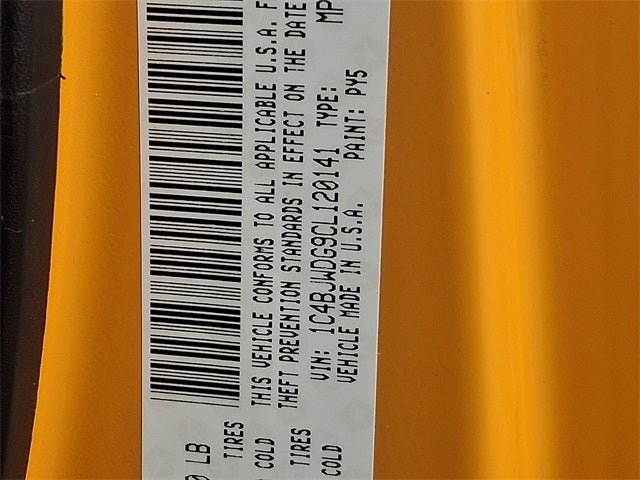 0 LB
TIRES
COLD
TIRES
COLD
THIS VEHICLE CONFORMS TO ALL APPLICABLE U.S.A. F
THEFT PREVENTION STANDARDS IN EFFECT ON THE DATE
VIN: 1C4BJWDG9CL120141 TYPE: MP
VEHICLE MADE IN U.S.A. PAINT: PY5